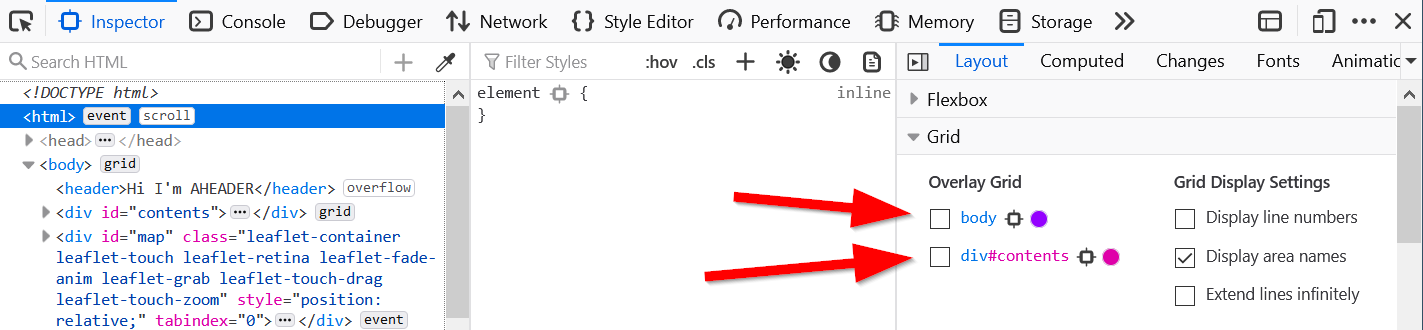 Inspector Console Debugger Network Style Editor Performance Memory Storage
Search HTML
Filter Styles :hov .cls
Layout Computed Changes Fonts Animatic
<!DOCTYPE html>
<html> event scroll
<head> ••• </head>
<body> grid
<header>Hi I'm AHEADER</header> overflow
<div id="contents"> ••• </div> grid
<div id="map" class="leaflet-container
leaflet-touch leaflet-retina leaflet-fade-
anim leaflet-grab leaflet-touch-drag
leaflet-touch-zoom" style="position:
relative;" tabindex="0"> ••• </div> event
element { inline
}
Flexbox
Grid
Overlay Grid
body
div#contents
Grid Display Settings
Display line numbers
Display area names
Extend lines infinitely